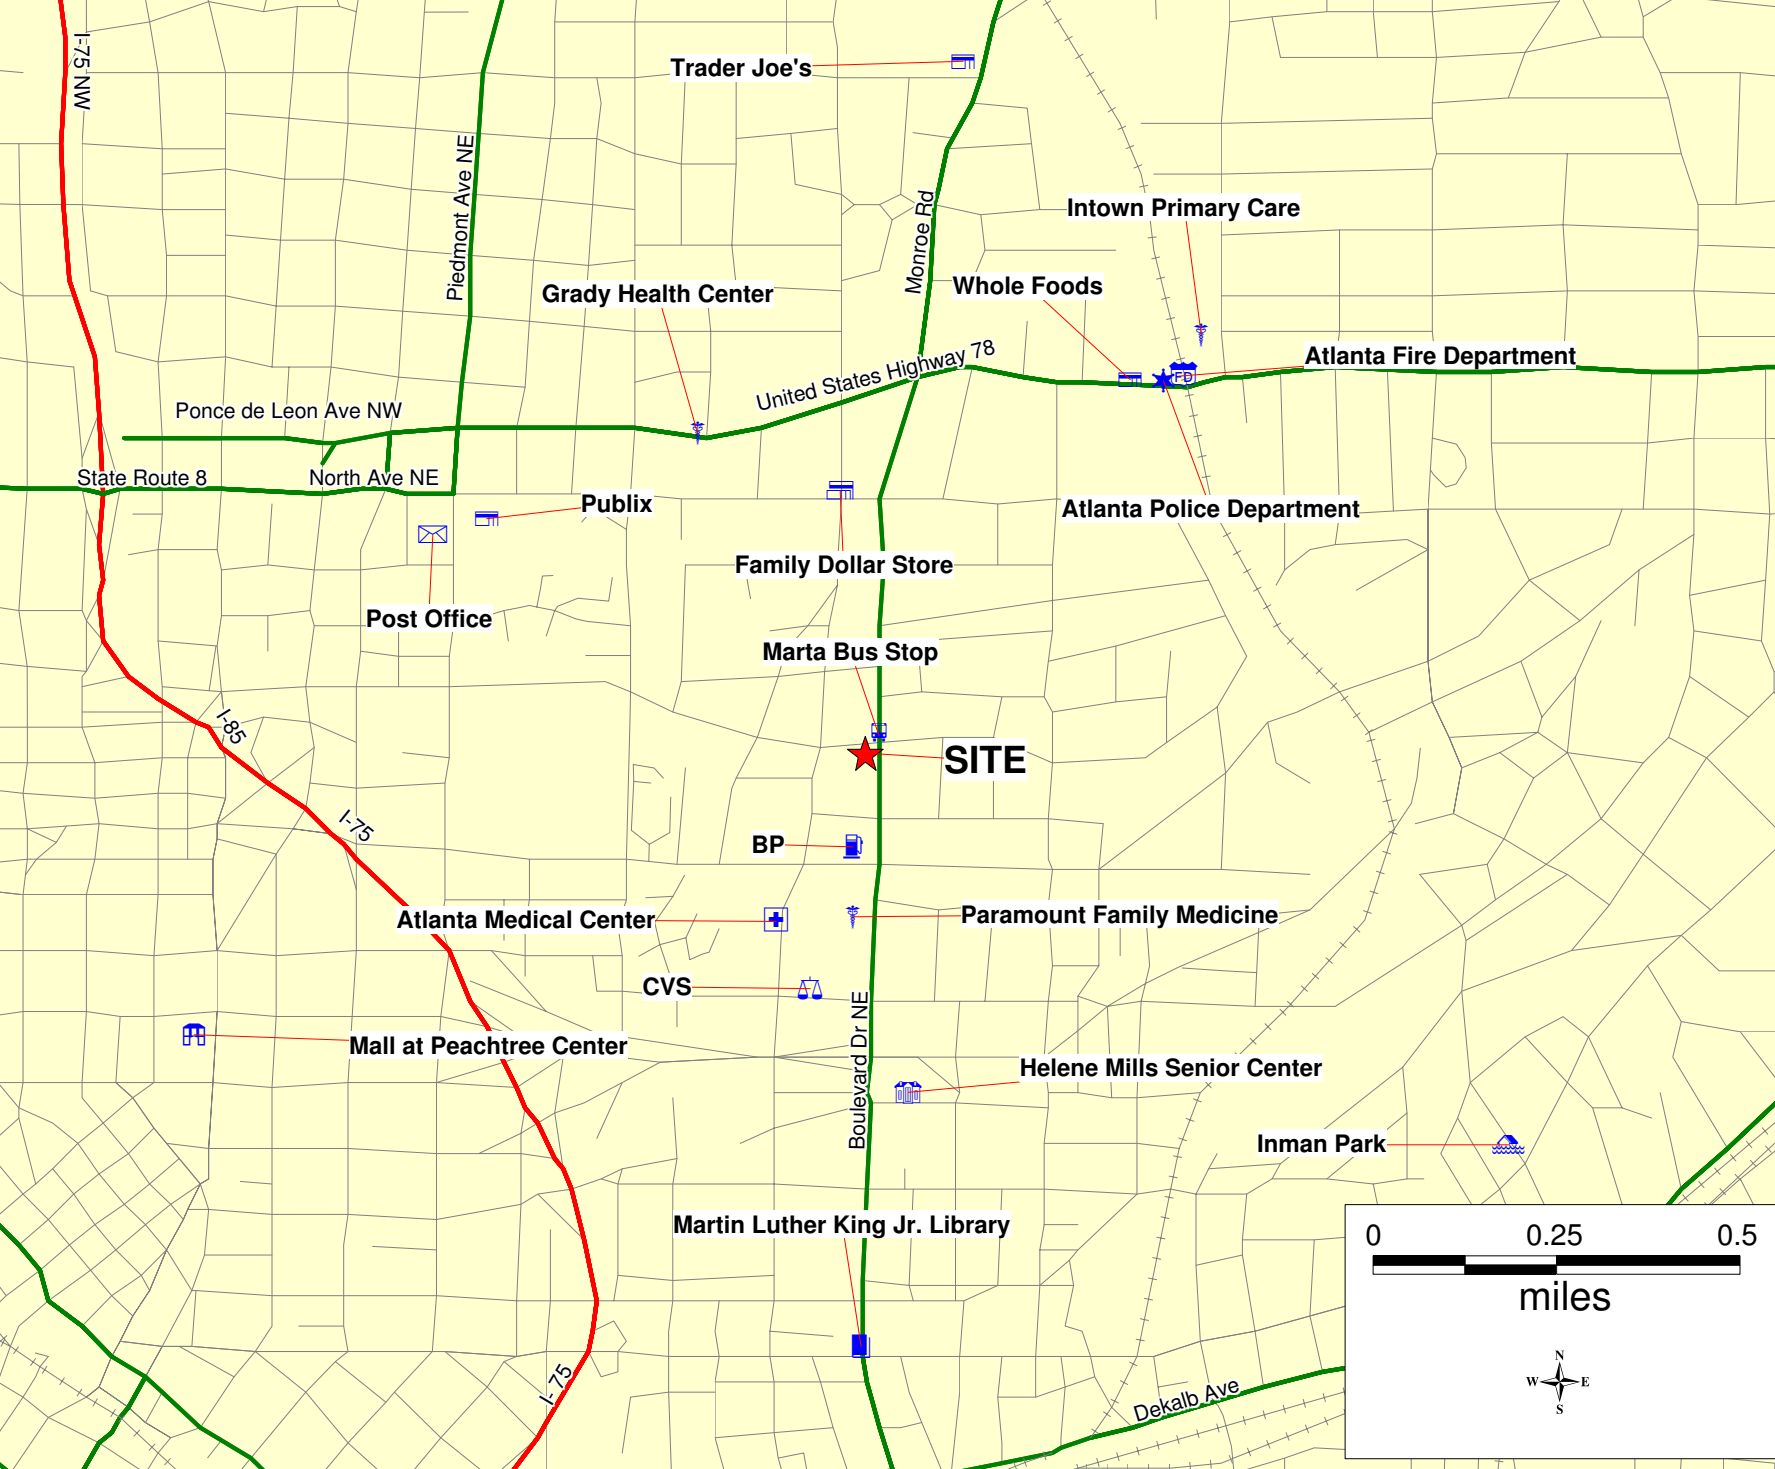 I-75 NW
Trader Joe's
Piedmont Ave NE
Monroe Rd
Intown Primary Care
Whole Foods
Grady Health Center
United States Highway 78
Atlanta Fire Department
FD
Ponce de Leon Ave NW
State Route 8
North Ave NE
Publix
Atlanta Police Department
Family Dollar Store
Post Office
Marta Bus Stop
I-85
SITE
I-75
BP
Atlanta Medical Center
Paramount Family Medicine
CVS
Boulevard Dr NE
Mall at Peachtree Center
Helene Mills Senior Center
Inman Park
Martin Luther King Jr. Library
0 0.25 0.5
miles
I- 75
Dekalb Ave
N
W E
S